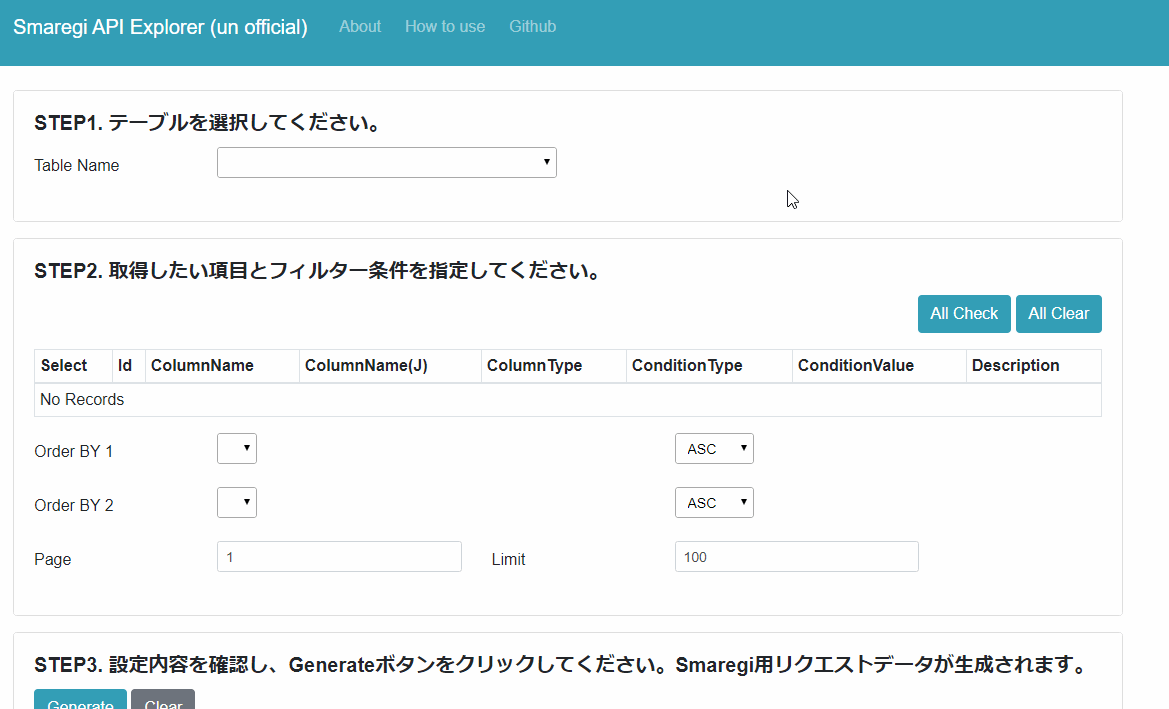 Smaregi API Explorer (un official) About How to use Github
STEP1. テーブルを選択してください。
Table Name
STEP2. 取得したい項目とフィルター条件を指定してください。
All Check All Clear
Select Id ColumnName ColumnName(J) ColumnType ConditionType ConditionValue Description
No Records
Order BY 1 ASC
Order BY 2 ASC
Page 1 Limit 100
STEP3. 設定内容を確認し、Generateボタンをクリックしてください。Smaregi用リクエストデータが生成されます。
Generate Clear